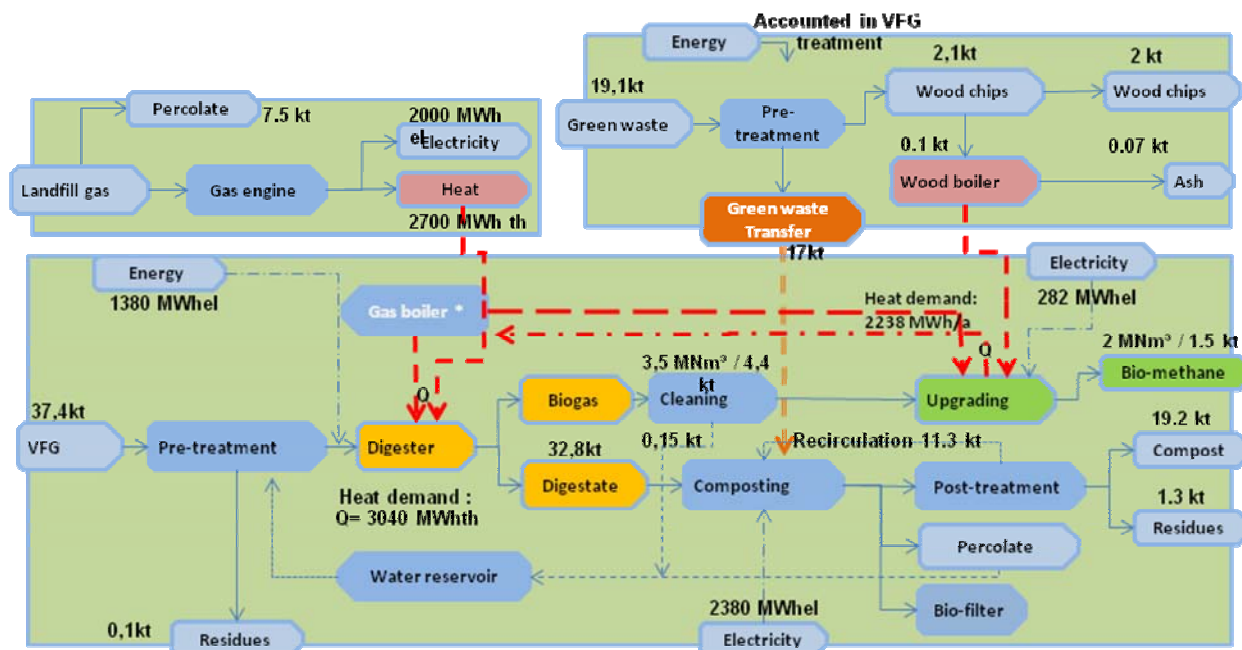 Accounted in VFG
treatment
Energy
2,1kt
2 kt
19,1kt
Wood chips
Wood chips
Green waste
Pre-
treatment
0.1 kt
0.07 kt
Wood boiler
Ash
Green waste
Transfer
17kt
Percolate
7.5 kt
2000 MWh
el
Electricity
Landfill gas
Gas engine
Heat
2700 MWh th
Energy
1380 MWhel
Gas boiler *
Heat demand:
2238 MWh/a
Electricity
282 MWhel
Q
Q
3,5 MNm³ / 4,4
kt
2 MNm³ / 1.5 kt
Bio-methane
37,4kt
Biogas
Cleaning
Upgrading
VFG
Pre-treatment
Digester
0,15 kt
Recirculation 11.3 kt
19.2 kt
Compost
32,8kt
Digestate
Composting
Post-treatment
1.3 kt
Residues
Heat demand :
Q= 3040 MWhth
Percolate
Water reservoir
Bio-filter
2380 MWhel
Electricity
0,1kt
Residues